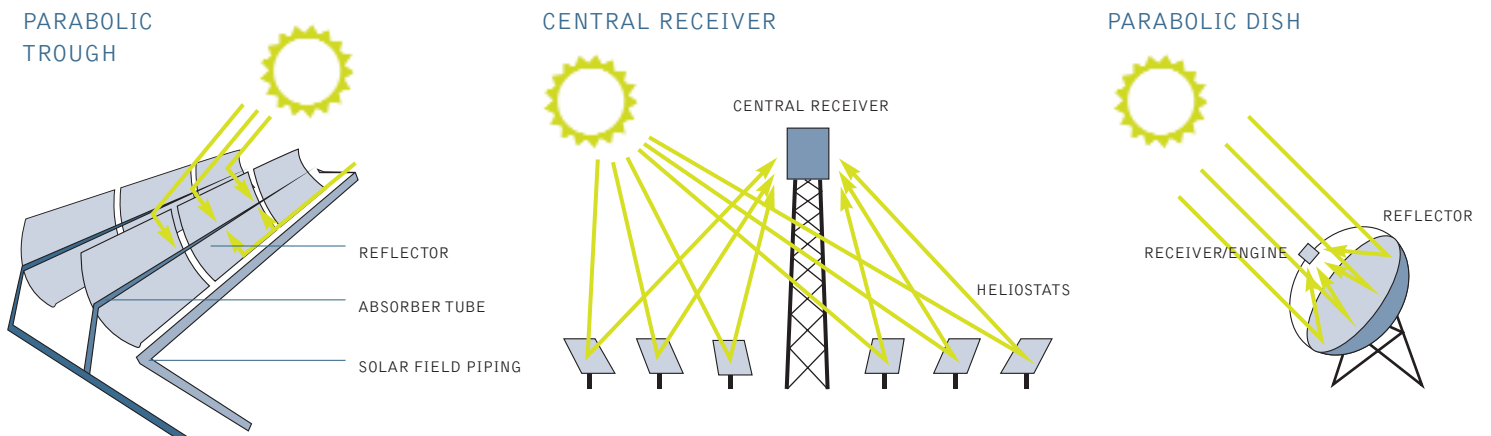 PARABOLIC
TROUGH
REFLECTOR
ABSORBER TUBE
SOLAR FIELD PIPING
CENTRAL RECEIVER
CENTRAL RECEIVER
HELIOSTATS
PARABOLIC DISH
REFLECTOR
RECEIVER/ENGINE